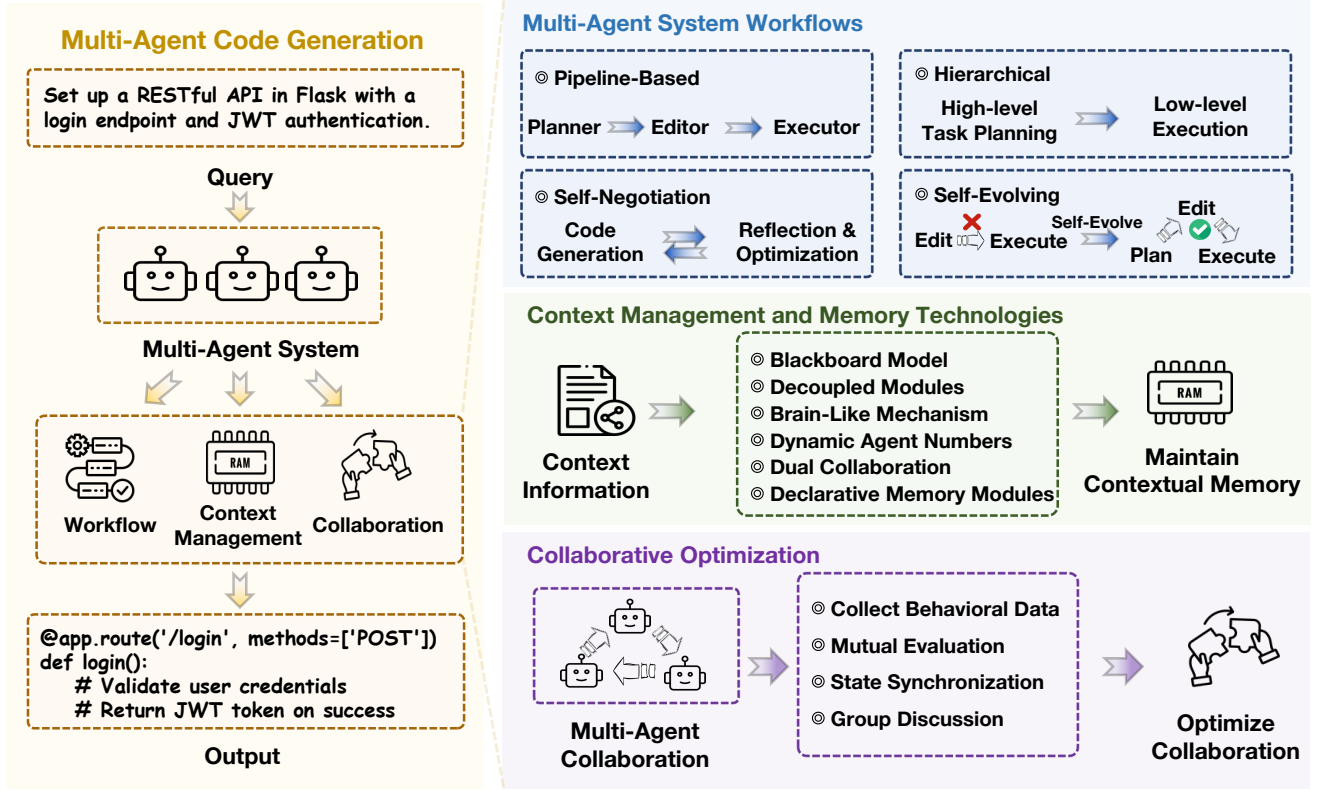 Multi-Agent Code Generation
Set up a RESTful API in Flask with a
login endpoint and JWT authentication.
Query
Multi-Agent System
Workflow
RAM
Context
Management
Collaboration
@app.route('/login', methods=['POST'])
def login():
# Validate user credentials
# Return JWT token on success
Output
Multi-Agent System Workflows
◎ Pipeline-Based
Planner Editor Executor
◎ Hierarchical
High-level
Task Planning
Low-level
Execution
◎ Self-Negotiation
Code
Generation
Reflection &
Optimization
◎ Self-Evolving
Edit Execute
Self-Evolve
Edit
Plan Execute
Context Management and Memory Technologies
Context
Information
◎ Blackboard Model
◎ Decoupled Modules
◎ Brain-Like Mechanism
◎ Dynamic Agent Numbers
◎ Dual Collaboration
◎ Declarative Memory Modules
RAM
Maintain
Contextual Memory
Collaborative Optimization
Multi-Agent
Collaboration
◎ Collect Behavioral Data
◎ Mutual Evaluation
◎ State Synchronization
◎ Group Discussion
Optimize
Collaboration